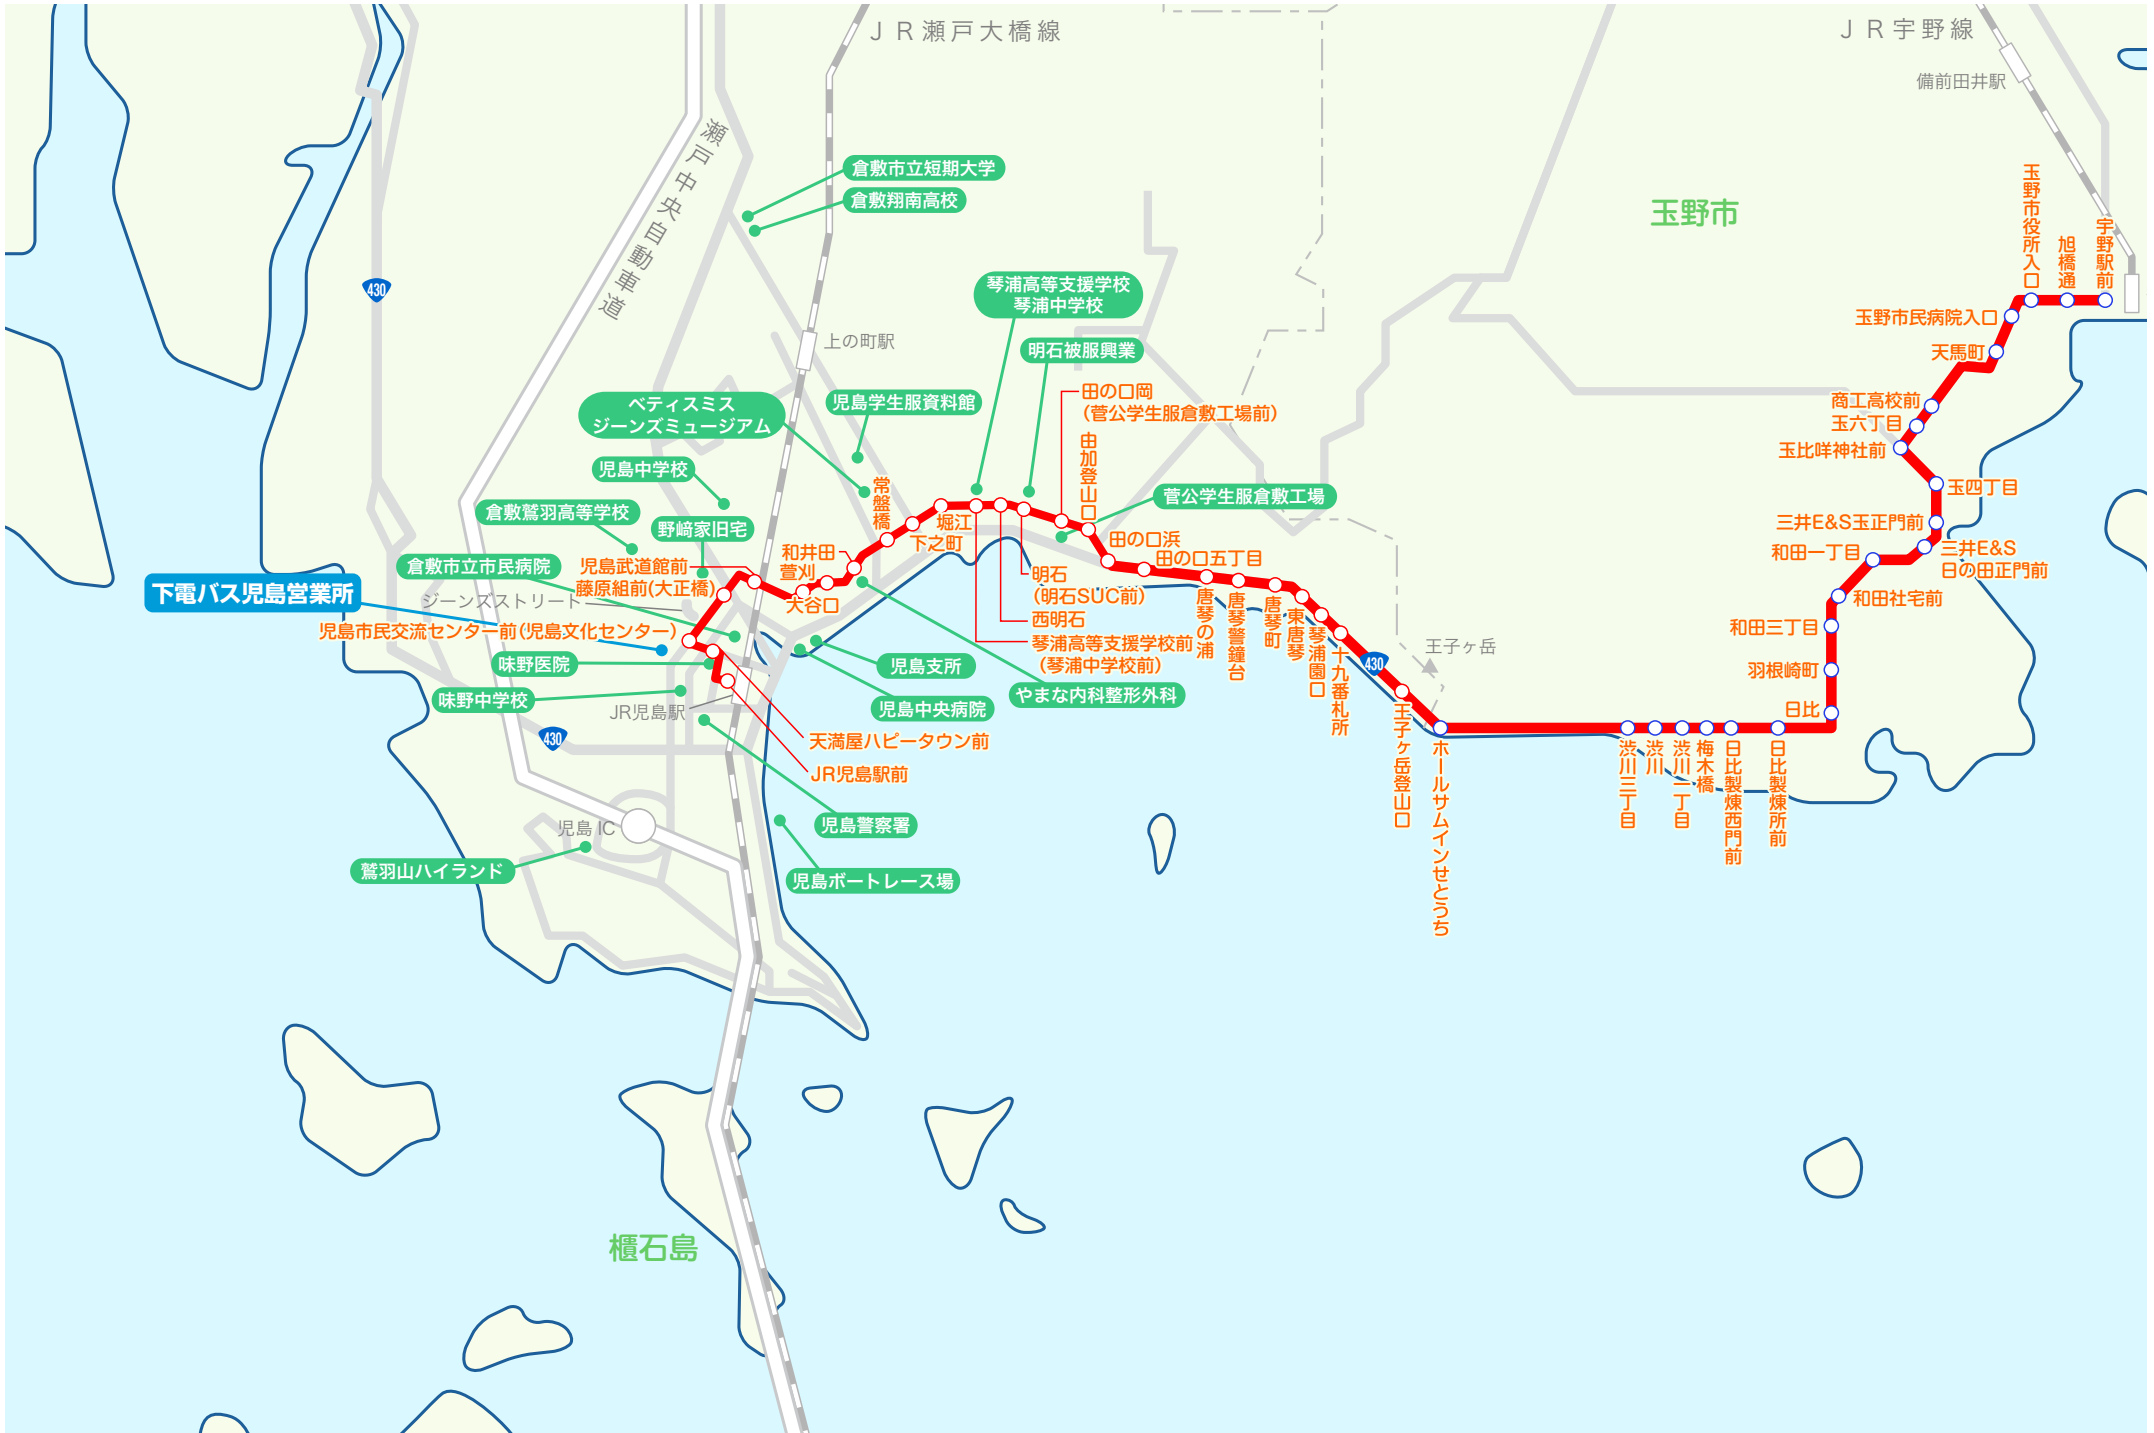 ＪＲ瀬戸大橋線
ＪＲ宇野線
備前田井駅
瀬戸中央自動車道
倉敷市立短期大学
倉敷翔南高校
玉野市
玉野市役所入口
旭橋通
宇野駅前
430
琴浦高等支援学校
琴浦中学校
玉野市民病院入口
上の町駅
明石被服興業
天馬町
ベティスミス
ジーンズミュージアム
児島学生服資料館
田の口岡
（菅公学生服倉敷工場前）
商工高校前
玉六丁目
由加登山口
玉比咩神社前
児島中学校
常盤橋
菅公学生服倉敷工場
玉四丁目
倉敷鷲羽高等学校
野﨑家旧宅
堀江
下之町
三井E&S玉正門前
田の口浜
田の口五丁目
三井E&S
日の出正門前
和田一丁目
和井田
萱刈
大谷口
倉敷市立市民病院
児島武道館前
藤原組前(大正橋)
明石
（明石SUC前）
西明石
琴浦高等支援学校前
（琴浦中学校前）
下電バス児島営業所
ジーンズストリート
児島市民交流センター前(児島文化センター)
唐琴の浦
唐琴警鐘台
唐琴町
東唐琴
琴浦園口
十九番札所
和田社宅前
和田三丁目
430
王子ヶ岳
味野医院
児島支所
羽根崎町
味野中学校
やまな内科整形外科
児島中央病院
JR児島駅
日比
430
天満屋ハピータウン前
JR児島駅前
王子ヶ岳登山口
ホールサムインせとうち
渋川三丁目
渋川
渋川一丁目
梅木橋
日比製煉西門前
日比製煉所前
児島 IC
児島警察署
鷲羽山ハイランド
児島ボートレース場
櫃石島